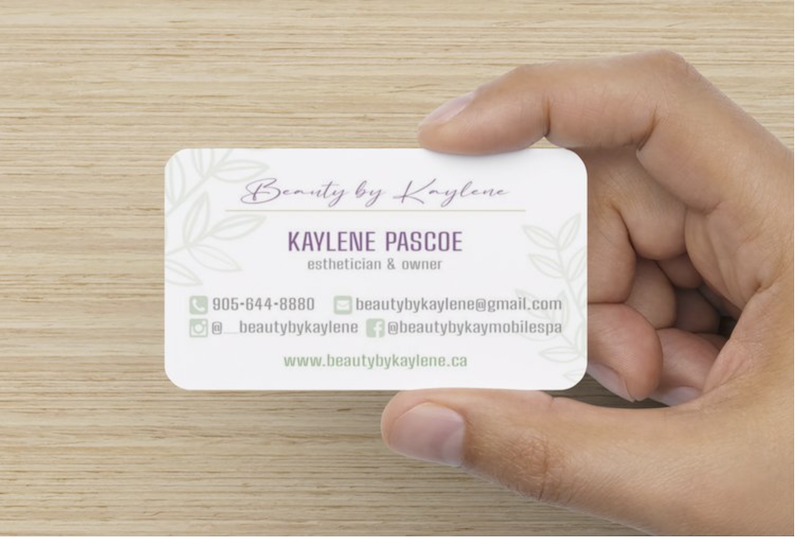 Beauty by Kaylene
KAYLENE PASCOE
esthetician & owner
905-644-8880 beautybykaylene@gmail.com
@__beautybykaylene @beautybykaymobilespa
www.beautybykaylene.ca